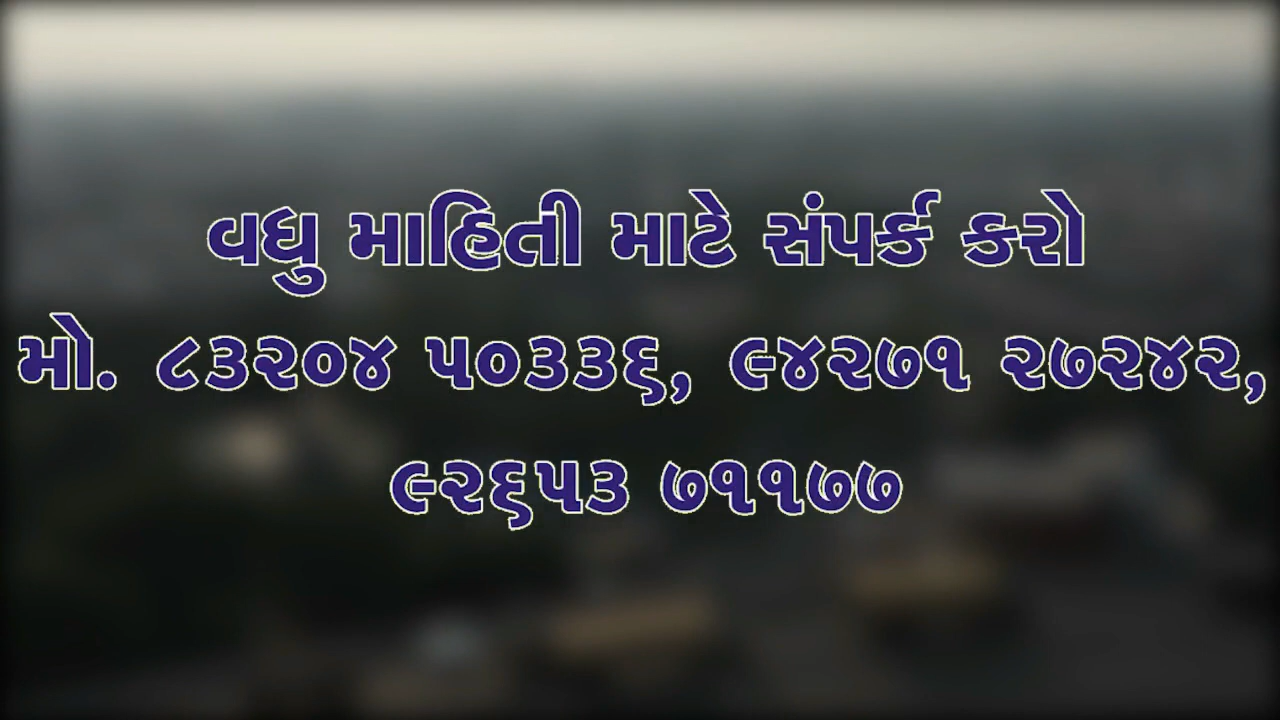 વધુ માહિતી માટે સંપર્ક કરો
મો. ૮૩૨૦૪ ૫૦૩૩૬, ૯૪૨૭૧ ૨૭૨૪૨,
૯૨૬૫૩ ૭૧૧૭૭